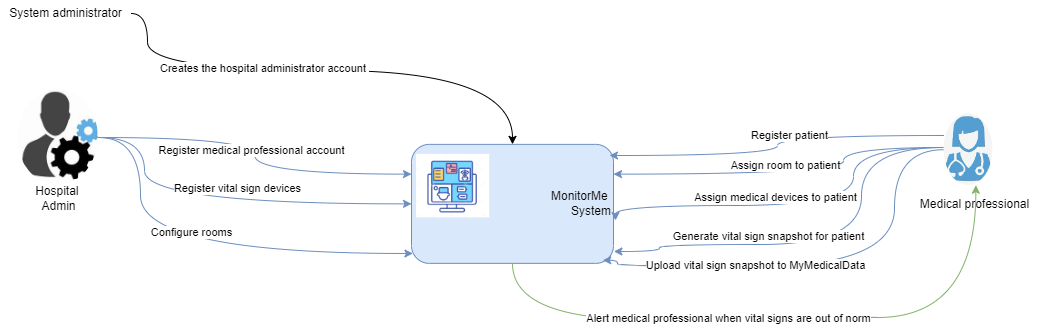 System administrator
Creates the hospital administrator account
Register medical professional account
Register vital sign devices
Configure rooms
Hospital
Admin
MonitorMe
System
Register patient
Assign room to patient
Assign medical devices to patient
Generate vital sign snapshot for patient
Upload vital sign snapshot to MyMedicalData
Medical professional
Alert medical professional when vital signs are out of norm